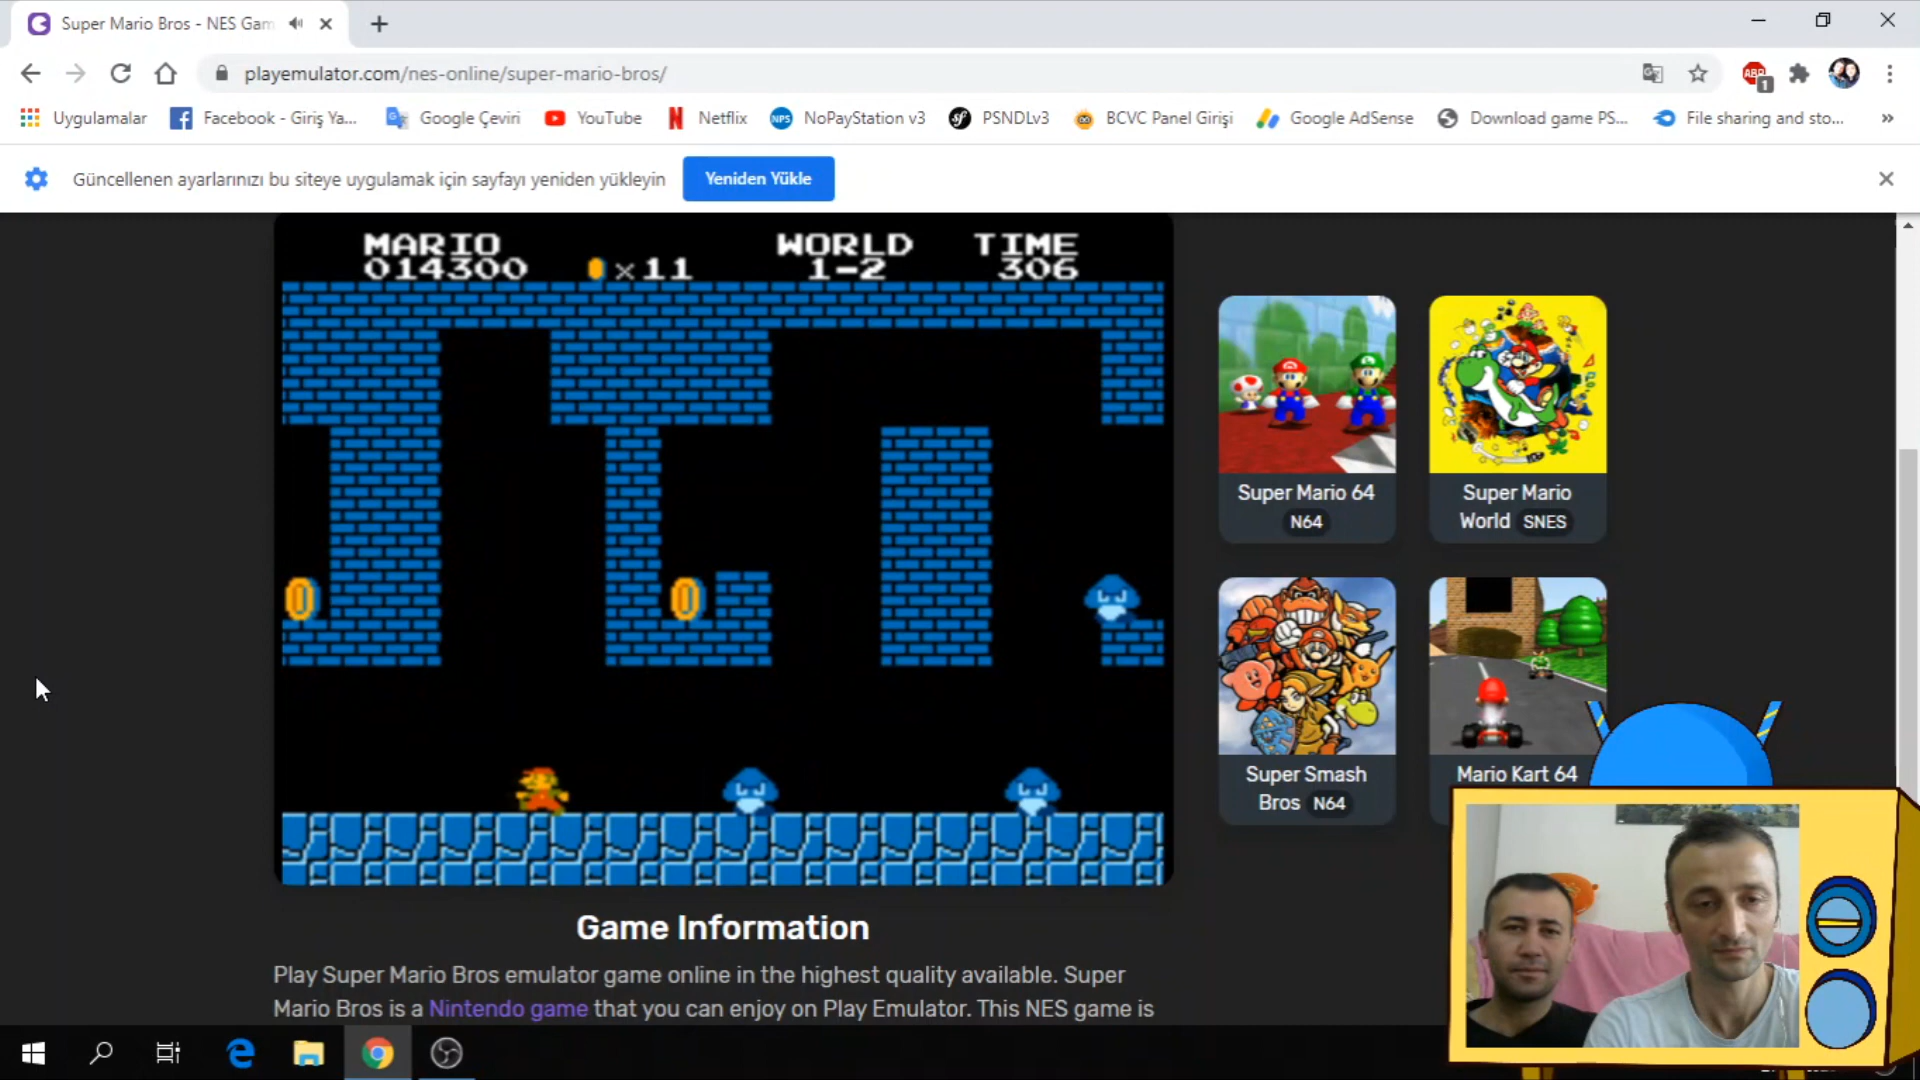 Super Mario Bros - NES Gam
playemulator.com/nes-online/super-mario-bros/
ABP
1
Uygulamalar
Facebook - Giriş Ya...
Google Çeviri
YouTube
Netflix
NPS
NoPayStation v3
PSNDLv3
BCVC Panel Girişi
Google AdSense
Download game PS...
File sharing and sto...
»
Güncellenen ayarlarınızı bu siteye uygulamak için sayfayı yeniden yükleyin
Yeniden Yükle
MARIO WORLD TIME
014300 ×11 1-2 306
Super Mario 64
N64
Super Mario
World SNES
Super Smash
Bros N64
Mario Kart 64
Game Information
Play Super Mario Bros emulator game online in the highest quality available. Super
Mario Bros is a Nintendo game that you can enjoy on Play Emulator. This NES game is